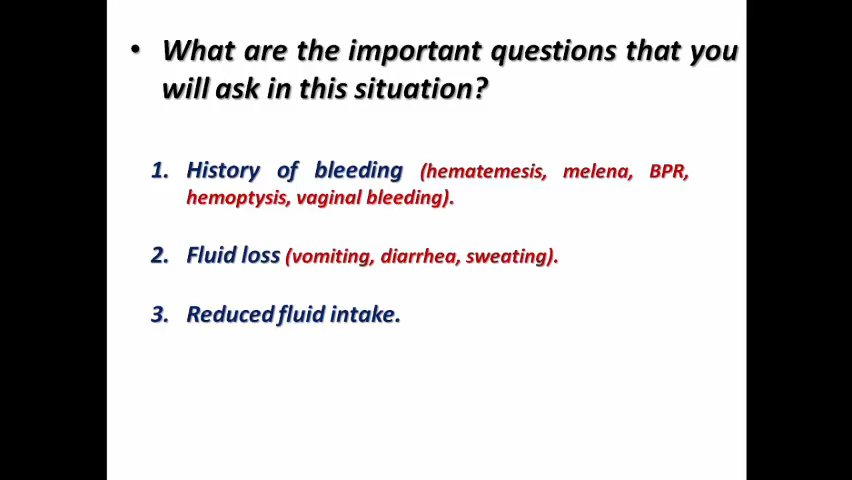 • What are the important questions that you
will ask in this situation?
1. History of bleeding (hematemesis, melena, BPR,
hemoptysis, vaginal bleeding).
2. Fluid loss (vomiting, diarrhea, sweating).
3. Reduced fluid intake.